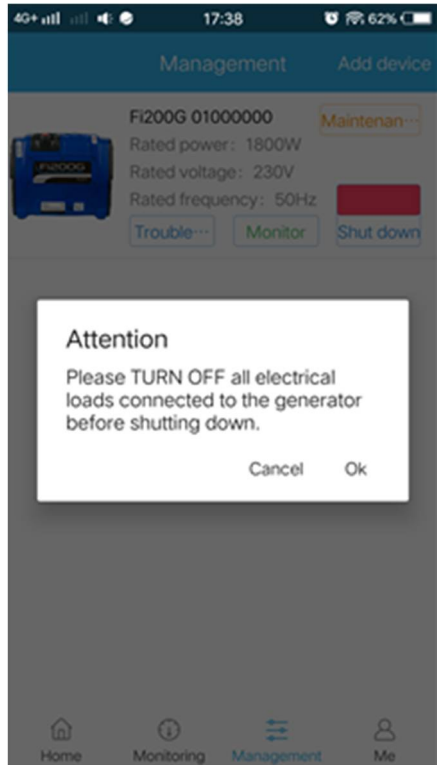 4G+ 17:38 62%
Management Add device
Fi200G 01000000 Maintenan...
Rated power: 1800W
Rated voltage: 230V
Rated frequency: 50Hz
Trouble... Monitor Shut down
Fi200G
Attention
Please TURN OFF all electrical
loads connected to the generator
before shutting down.
Cancel Ok
Home Monitoring Management Me